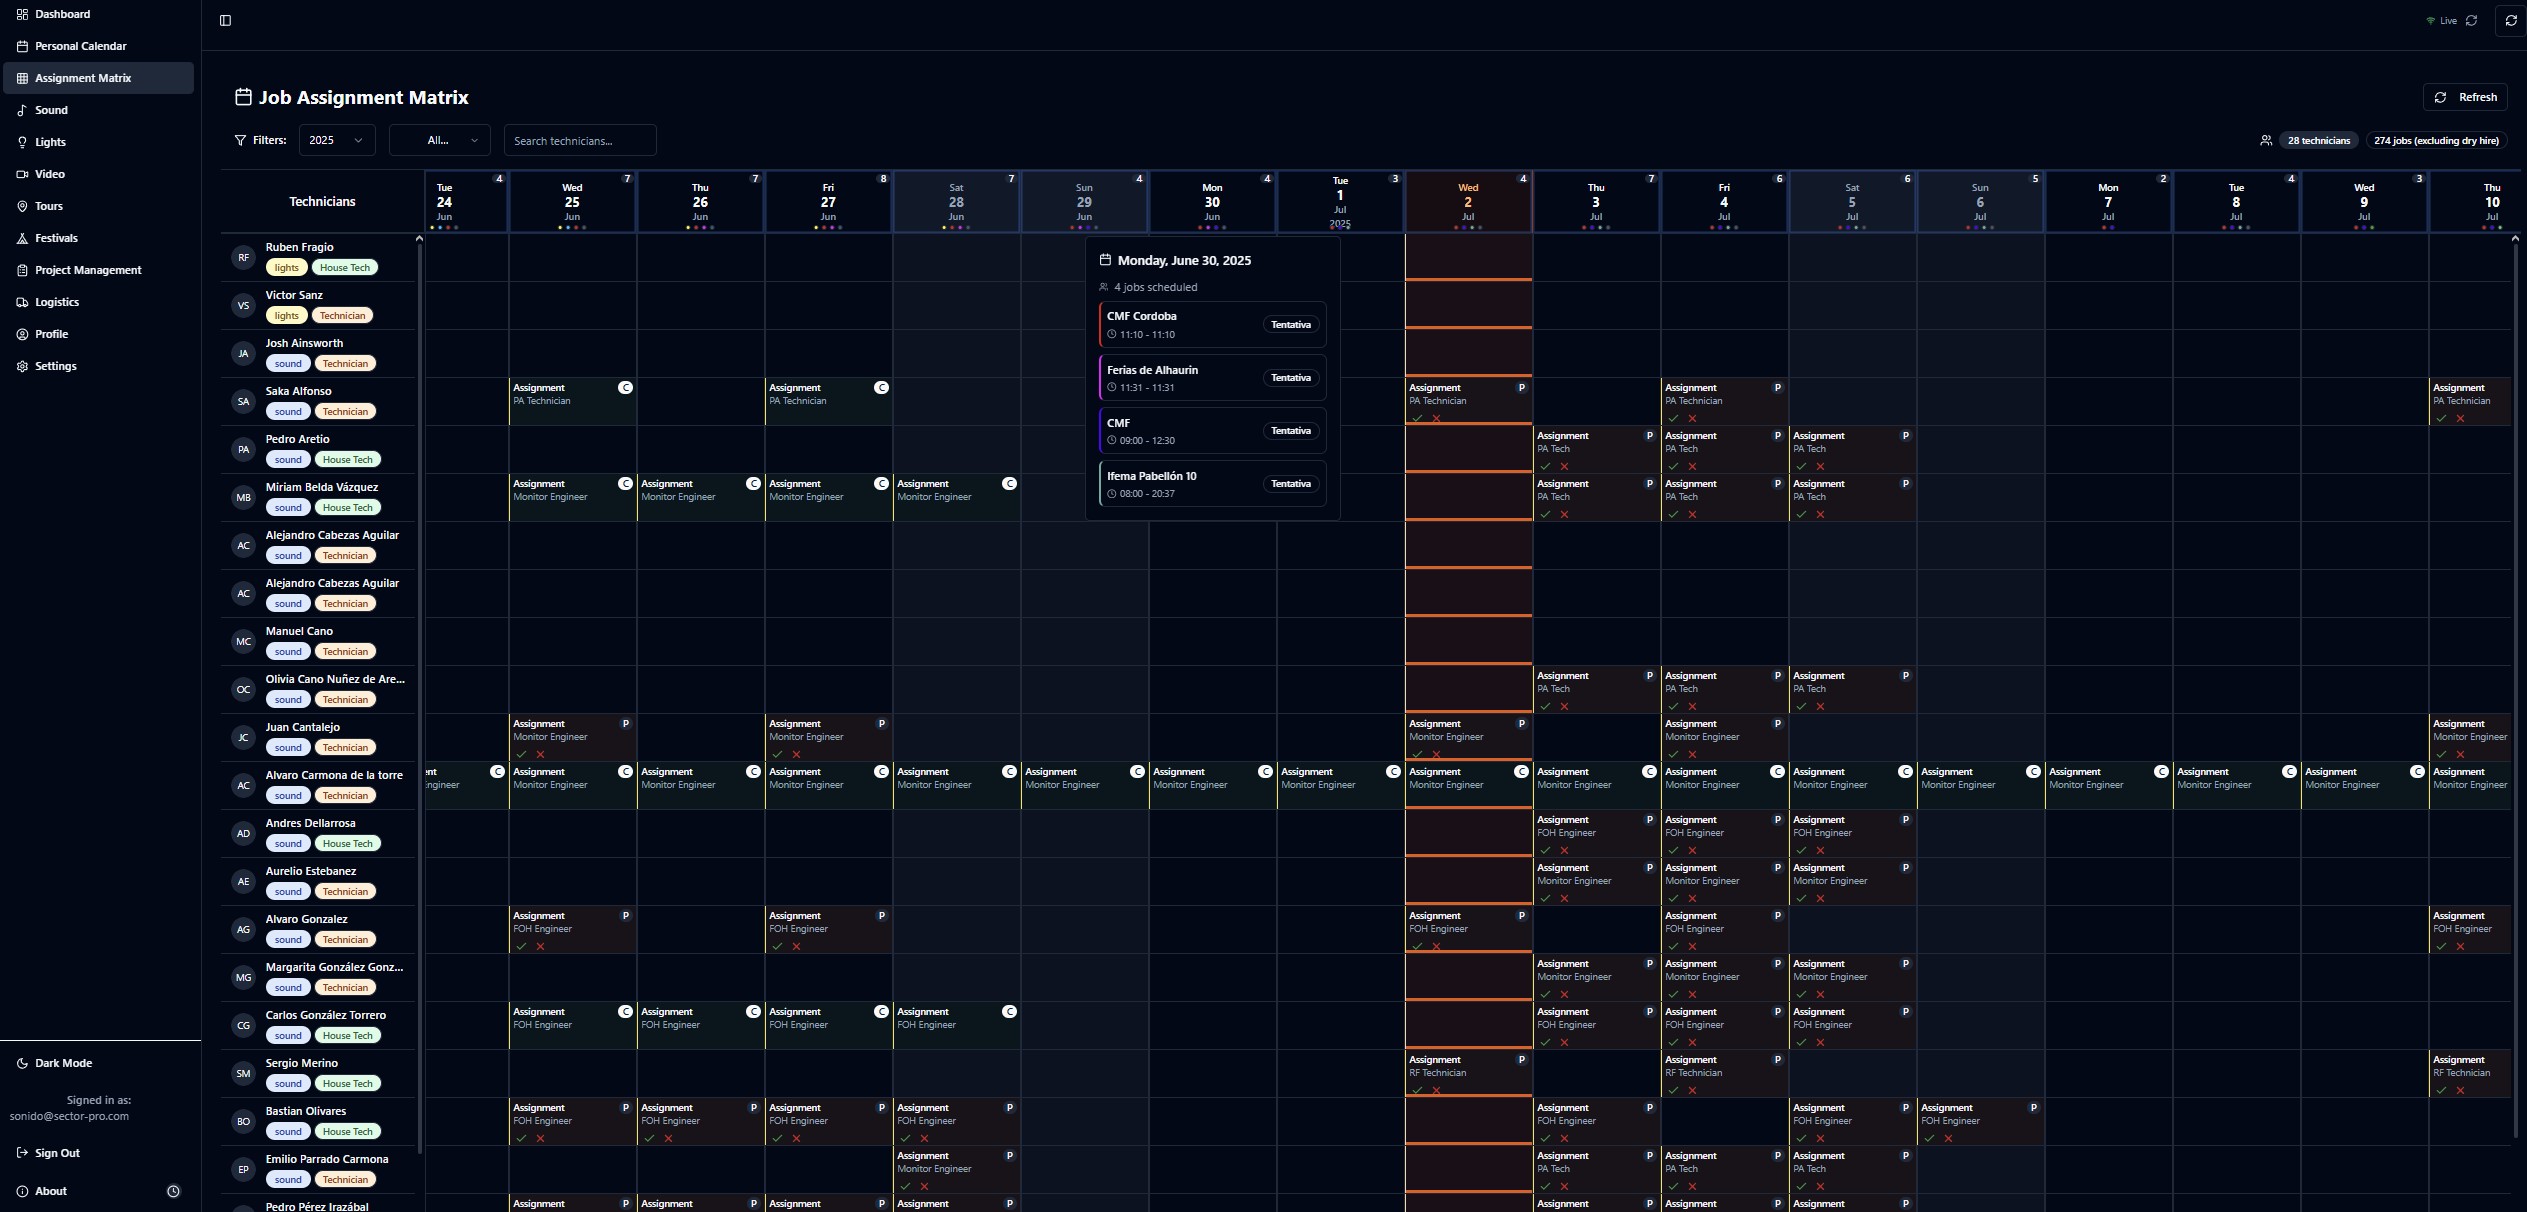 Dashboard
Personal Calendar
Assignment Matrix
Sound
Lights
Video
Tours
Festivals
Project Management
Logistics
Profile
Settings
Dark Mode
Signed in as:
sonido@sector-pro.com
Sign Out
About
Live
Job Assignment Matrix
Refresh
Filters: 2025 All... Search technicians...
28 technicians 274 jobs (excluding dry hire)
Technicians
Tue 24 Jun 4
Wed 25 Jun 7
Thu 26 Jun 7
Fri 27 Jun 8
Sat 28 Jun 7
Sun 29 Jun 4
Mon 30 Jun 4
Tue 1 Jul 2025 3
Wed 2 Jul 4
Thu 3 Jul 7
Fri 4 Jul 6
Sat 5 Jul 6
Sun 6 Jul 5
Mon 7 Jul 2
Tue 8 Jul 4
Wed 9 Jul 3
Thu 10 Jul
RF Ruben Fragio
lights House Tech
VS Victor Sanz
lights Technician
JA Josh Ainsworth
sound Technician
SA Saka Alfonso
sound Technician
Assignment C Assignment C Assignment P Assignment P Assignment
PA Technician PA Technician PA Technician PA Technician PA Technician
PA Pedro Aretio
sound House Tech
Assignment P Assignment P Assignment P
PA Tech PA Tech PA Tech
MB Miriam Belda Vázquez
sound House Tech
Assignment C Assignment C Assignment C Assignment C Assignment P Assignment P Assignment P
Monitor Engineer Monitor Engineer Monitor Engineer Monitor Engineer PA Tech PA Tech PA Tech
AC Alejandro Cabezas Aguilar
sound Technician
AC Alejandro Cabezas Aguilar
sound Technician
MC Manuel Cano
sound Technician
OC Olivia Cano Nuñez de Are...
sound Technician
Assignment P Assignment P Assignment P
PA Tech PA Tech PA Tech
JC Juan Cantalejo
sound Technician
Assignment P Assignment P Assignment P Assignment P Assignment
Monitor Engineer Monitor Engineer Monitor Engineer Monitor Engineer Monitor Engineer
AC Alvaro Carmona de la torre
sound Technician
ent C Assignment C Assignment C Assignment C Assignment C Assignment C Assignment C Assignment C Assignment C Assignment C Assignment C Assignment C Assignment C Assignment C Assignment C Assignment C Assignment
ngineer Monitor Engineer Monitor Engineer Monitor Engineer Monitor Engineer Monitor Engineer Monitor Engineer Monitor Engineer Monitor Engineer Monitor Engineer Monitor Engineer Monitor Engineer Monitor Engineer Monitor Engineer Monitor Engineer Monitor Engineer Monitor Engineer
AD Andres Dellarrosa
sound House Tech
Assignment P Assignment P Assignment P
FOH Engineer FOH Engineer FOH Engineer
AE Aurelio Estebanez
sound Technician
Assignment P Assignment P Assignment P
Monitor Engineer Monitor Engineer Monitor Engineer
AG Alvaro Gonzalez
sound Technician
Assignment P Assignment P Assignment P Assignment P Assignment
FOH Engineer FOH Engineer FOH Engineer FOH Engineer FOH Engineer
MG Margarita González Gonz...
sound Technician
Assignment P Assignment P Assignment P
Monitor Engineer Monitor Engineer Monitor Engineer
CG Carlos González Torrero
sound House Tech
Assignment C Assignment C Assignment C Assignment C Assignment P Assignment P Assignment P
FOH Engineer FOH Engineer FOH Engineer FOH Engineer FOH Engineer FOH Engineer FOH Engineer
SM Sergio Merino
sound House Tech
Assignment P Assignment P Assignment
RF Technician RF Technician RF Technician
BO Bastian Olivares
sound House Tech
Assignment P Assignment P Assignment P Assignment P Assignment P Assignment P Assignment P
FOH Engineer FOH Engineer FOH Engineer FOH Engineer FOH Engineer FOH Engineer FOH Engineer
EP Emilio Parrado Carmona
sound Technician
Assignment P Assignment P Assignment P Assignment P
Monitor Engineer PA Tech PA Tech PA Tech
Pedro Pérez Irazábal
Assignment P Assignment P Assignment P Assignment P Assignment P Assignment P Assignment P
Monday, June 30, 2025
4 jobs scheduled
CMF Cordoba
11:10 - 11:10
Tentativa
Ferias de Alhaurin
11:31 - 11:31
Tentativa
CMF
09:00 - 12:30
Tentativa
Ifema Pabellón 10
08:00 - 20:37
Tentativa